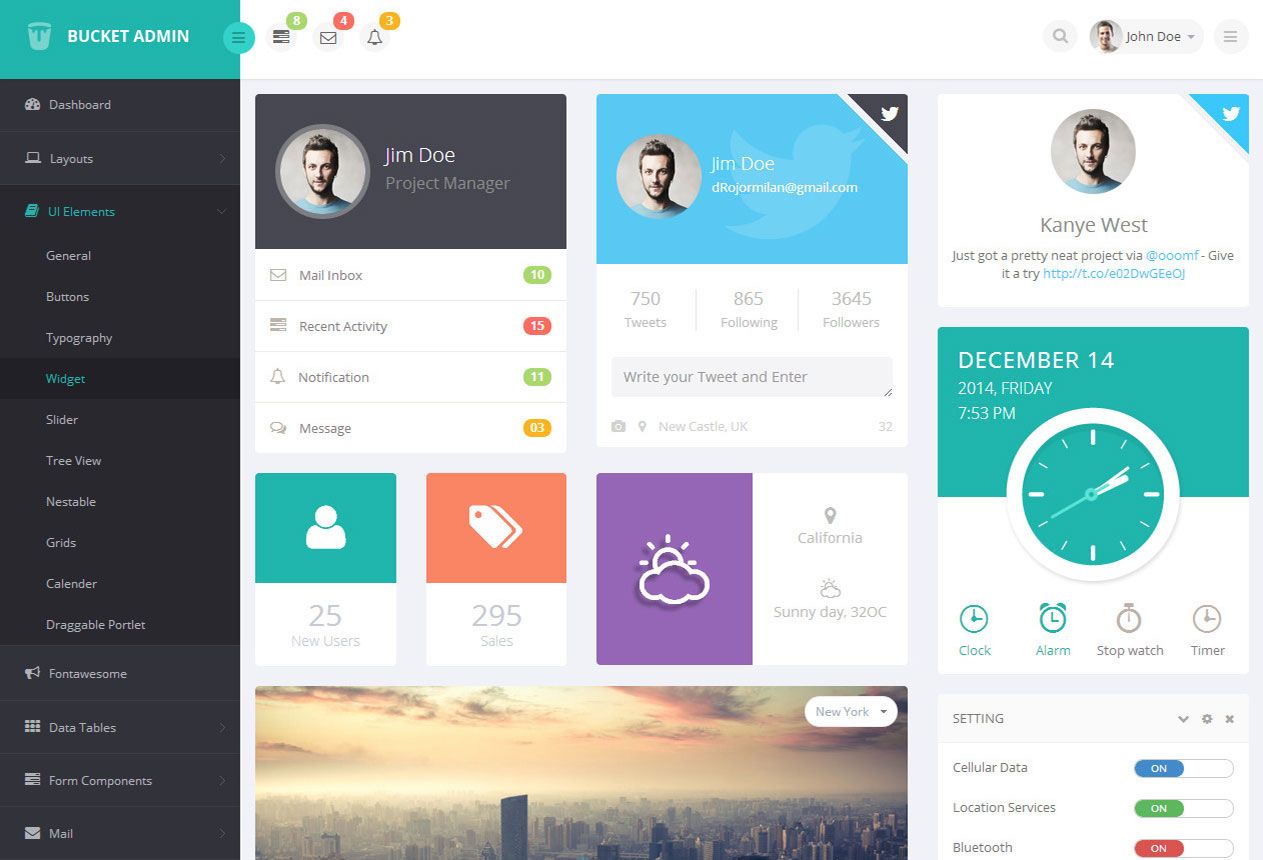 BUCKET ADMIN
8
4
3
John Doe
Dashboard
Layouts
UI Elements
General
Buttons
Typography
Widget
Slider
Tree View
Nestable
Grids
Calender
Draggable Portlet
Fontawesome
Data Tables
Form Components
Mail
Jim Doe
Project Manager
Mail Inbox 10
Recent Activity 15
Notification 11
Message 03
Jim Doe
dRojormilan@gmail.com
750 865 3645
Tweets Following Followers
Write your Tweet and Enter
New Castle, UK 32
Kanye West
Just got a pretty neat project via @ooomf - Give
it a try http://t.co/e02DwGEeOJ
25
New Users
295
Sales
California
Sunny day, 32OC
DECEMBER 14
2014, FRIDAY
7:53 PM
Clock Alarm Stop watch Timer
New York
SETTING
Cellular Data ON
Location Services ON
Bluetooth ON